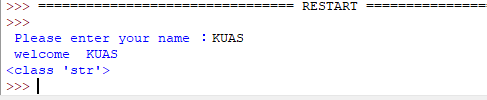 >>> ================================ RESTART ===============
>>>
Please enter your name ：KUAS
welcome  KUAS
<class 'str'>
>>>